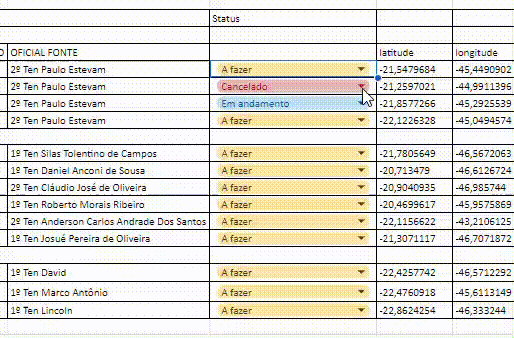 Status
O OFICIAL FONTE latitude longitude
2º Ten Paulo Estevam A fazer -21,5479684 -45,4490902
2º Ten Paulo Estevam Cancelado -21,2597021 -44,9911396
2º Ten Paulo Estevam Em andamento -21,8577266 -45,2925539
2º Ten Paulo Estevam A fazer -22,1226328 -45,0494574
1º Ten Silas Tolentino de Campos A fazer -21,7805649 -46,5672063
1º Ten Daniel Anconi de Sousa A fazer -20,713479 -46,6126724
2º Ten Cláudio José de Oliveira A fazer -20,9040935 -46,985744
1º Ten Roberto Morais Ribeiro A fazer -20,4699617 -45,9575869
2º Ten Anderson Carlos Andrade Dos Santos A fazer -22,1156622 -43,2106125
1º Ten Josué Pereira de Oliveira A fazer -21,3071117 -46,7071872
1º Ten David A fazer -22,4257742 -46,5712292
1º Ten Marco Antônio A fazer -22,4760918 -45,6113149
1º Ten Lincoln A fazer -22,8624254 -46,333244